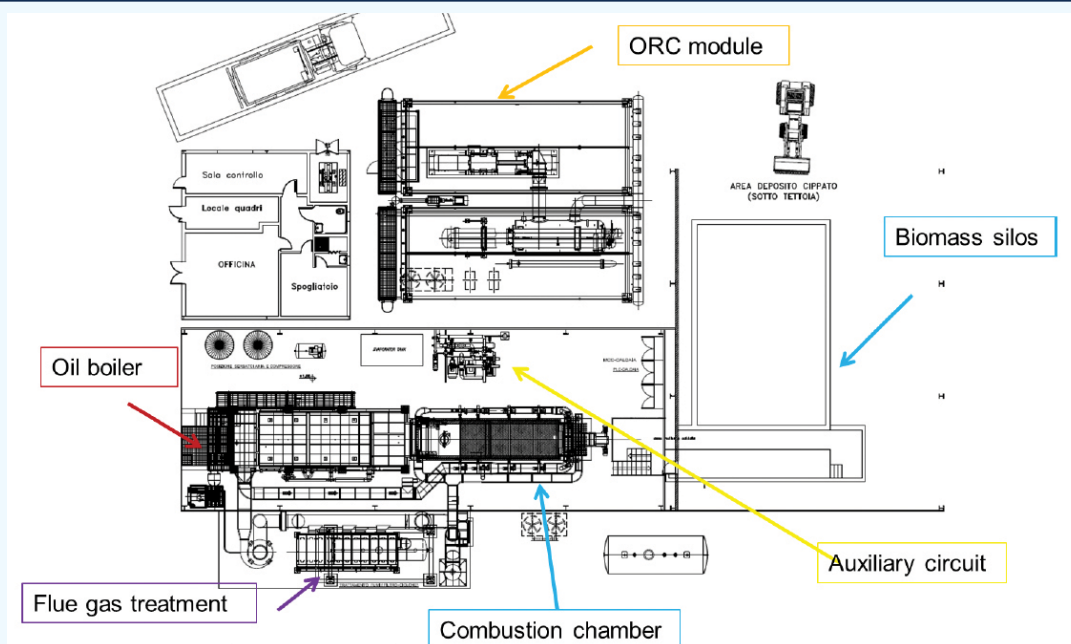 ORC module
Sala controllo
Locale quadri
OFFICINA
Spogliatoio
AREA DEPOSITO CIPPATO
(SOTTO TETTOIA)
Biomass silos
Oil boiler
Auxiliary circuit
Flue gas treatment
Combustion chamber